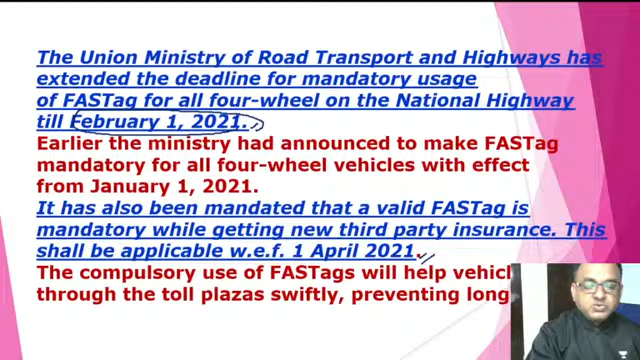 The Union Ministry of Road Transport and Highways has
extended the deadline for mandatory usage
of FASTag for all four-wheel on the National Highway
till February 1, 2021.
Earlier the ministry had announced to make FASTag
mandatory for all four-wheel vehicles with effect
from January 1, 2021.
It has also been mandated that a valid FASTag is
mandatory while getting new third party insurance. This
shall be applicable w.e.f. 1 April 2021.
The compulsory use of FASTags will help vehicl
through the toll plazas swiftly, preventing long